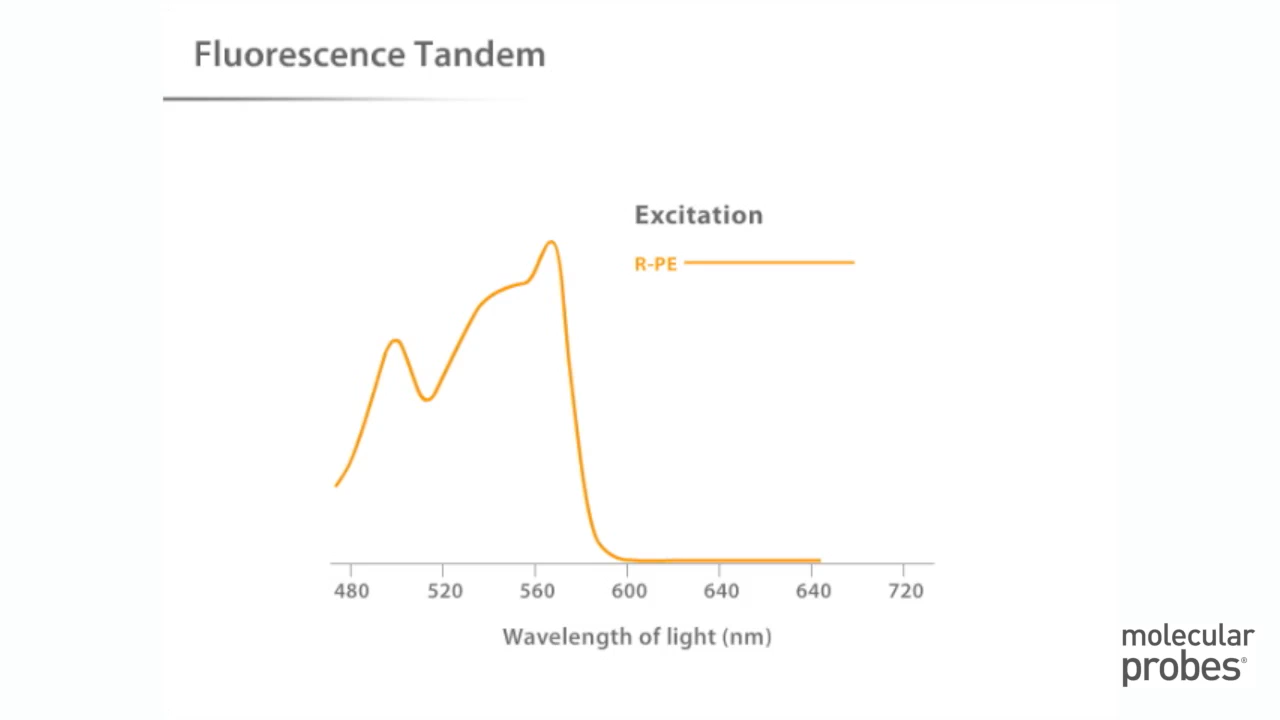 Fluorescence Tandem
Excitation
R-PE
480 520 560 600 640 640 720
Wavelength of light (nm)
molecular
probes®